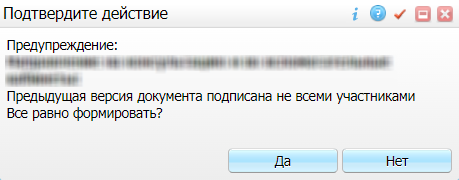 Подтвердите действие
Предупреждение:
Предыдущая версия документа подписана не всеми участниками
Все равно формировать?
Да Нет